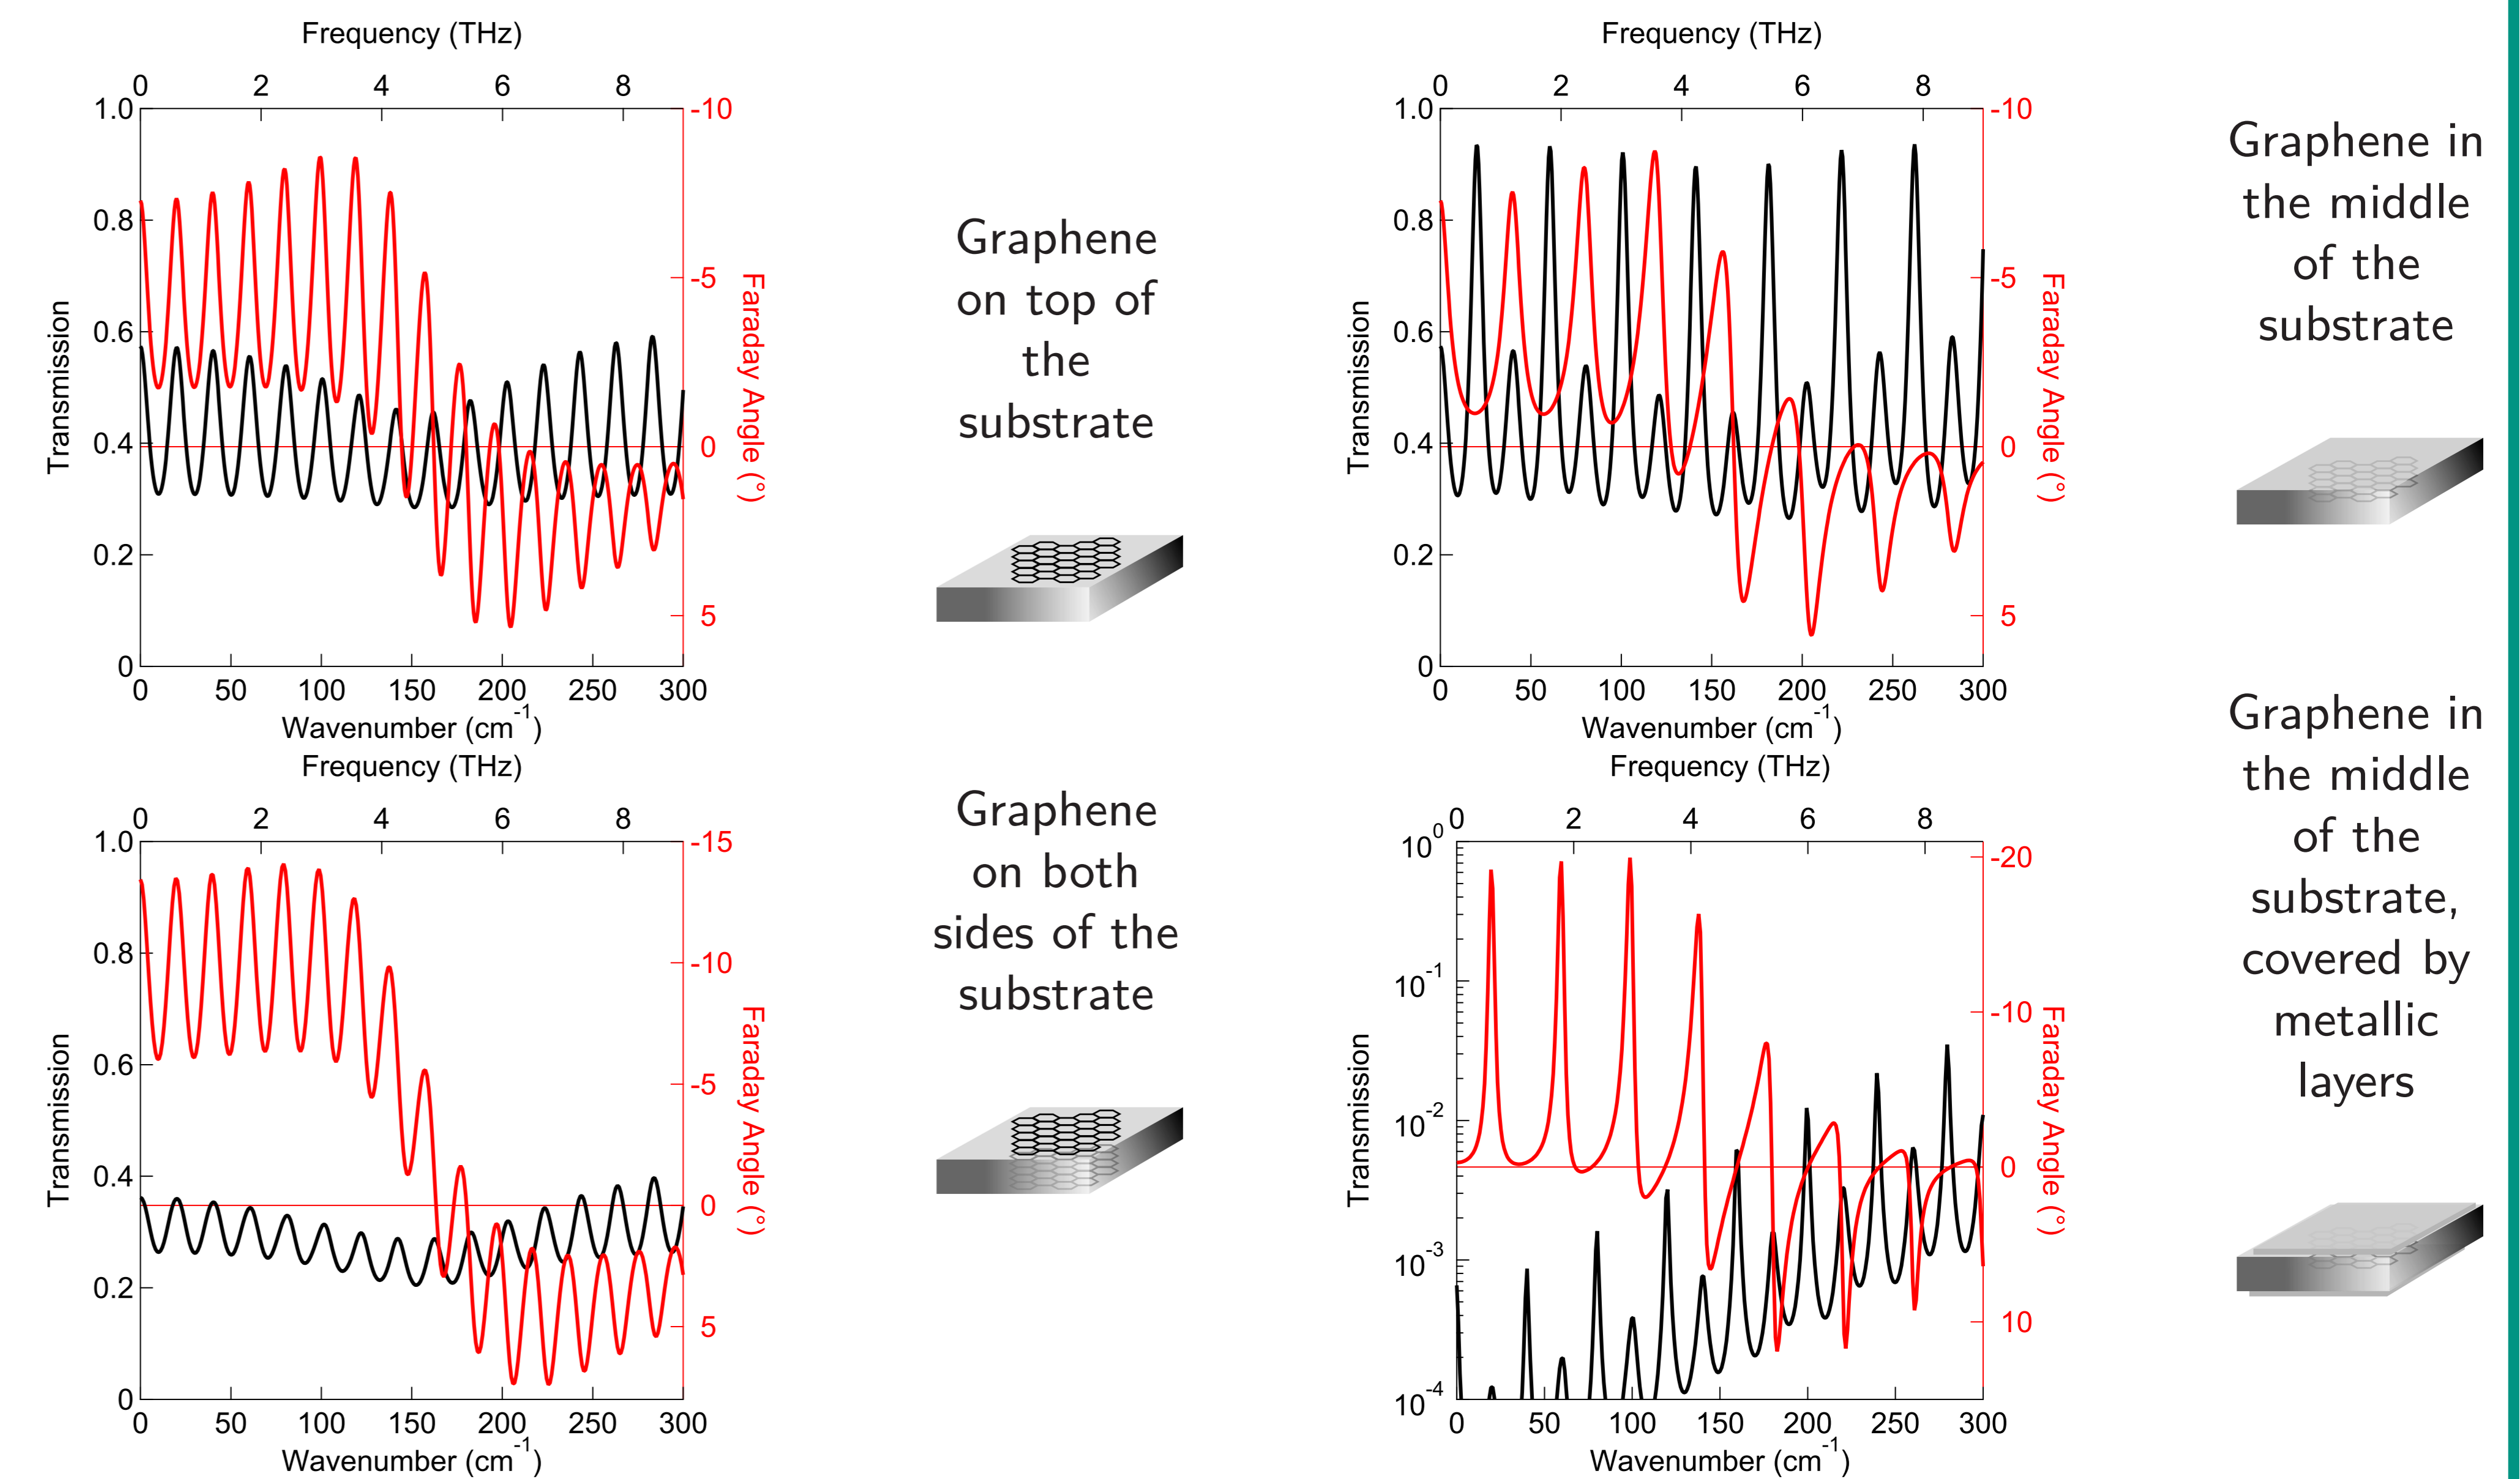 Frequency (THz)
0 2 4 6 8
1.0 0.8 0.6 0.4 0.2 0
Transmission
-10 -5 0 5
Faraday Angle (°)
0 50 100 150 200 250 300
Wavenumber (cm⁻¹)
Graphene
on top of
the
substrate
Frequency (THz)
0 2 4 6 8
1.0 0.8 0.6 0.4 0.2 0
Transmission
-10 -5 0 5
Faraday Angle (°)
0 50 100 150 200 250 300
Wavenumber (cm⁻¹)
Graphene in
the middle
of the
substrate
Frequency (THz)
0 2 4 6 8
1.0 0.8 0.6 0.4 0.2 0
Transmission
-15 -10 -5 0 5
Faraday Angle (°)
0 50 100 150 200 250 300
Wavenumber (cm⁻¹)
Graphene
on both
sides of the
substrate
Frequency (THz)
0 2 4 6 8
10⁰ 10⁻¹ 10⁻² 10⁻³ 10⁻⁴
Transmission
-20 -10 0 10
Faraday Angle (°)
0 50 100 150 200 250 300
Wavenumber (cm⁻¹)
Graphene in
the middle
of the
substrate,
covered by
metallic
layers